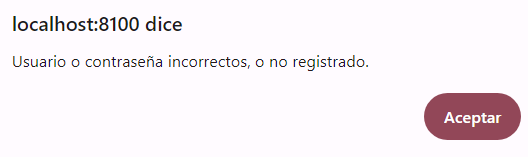 localhost:8100 dice
Usuario o contraseña incorrectos, o no registrado.
Aceptar